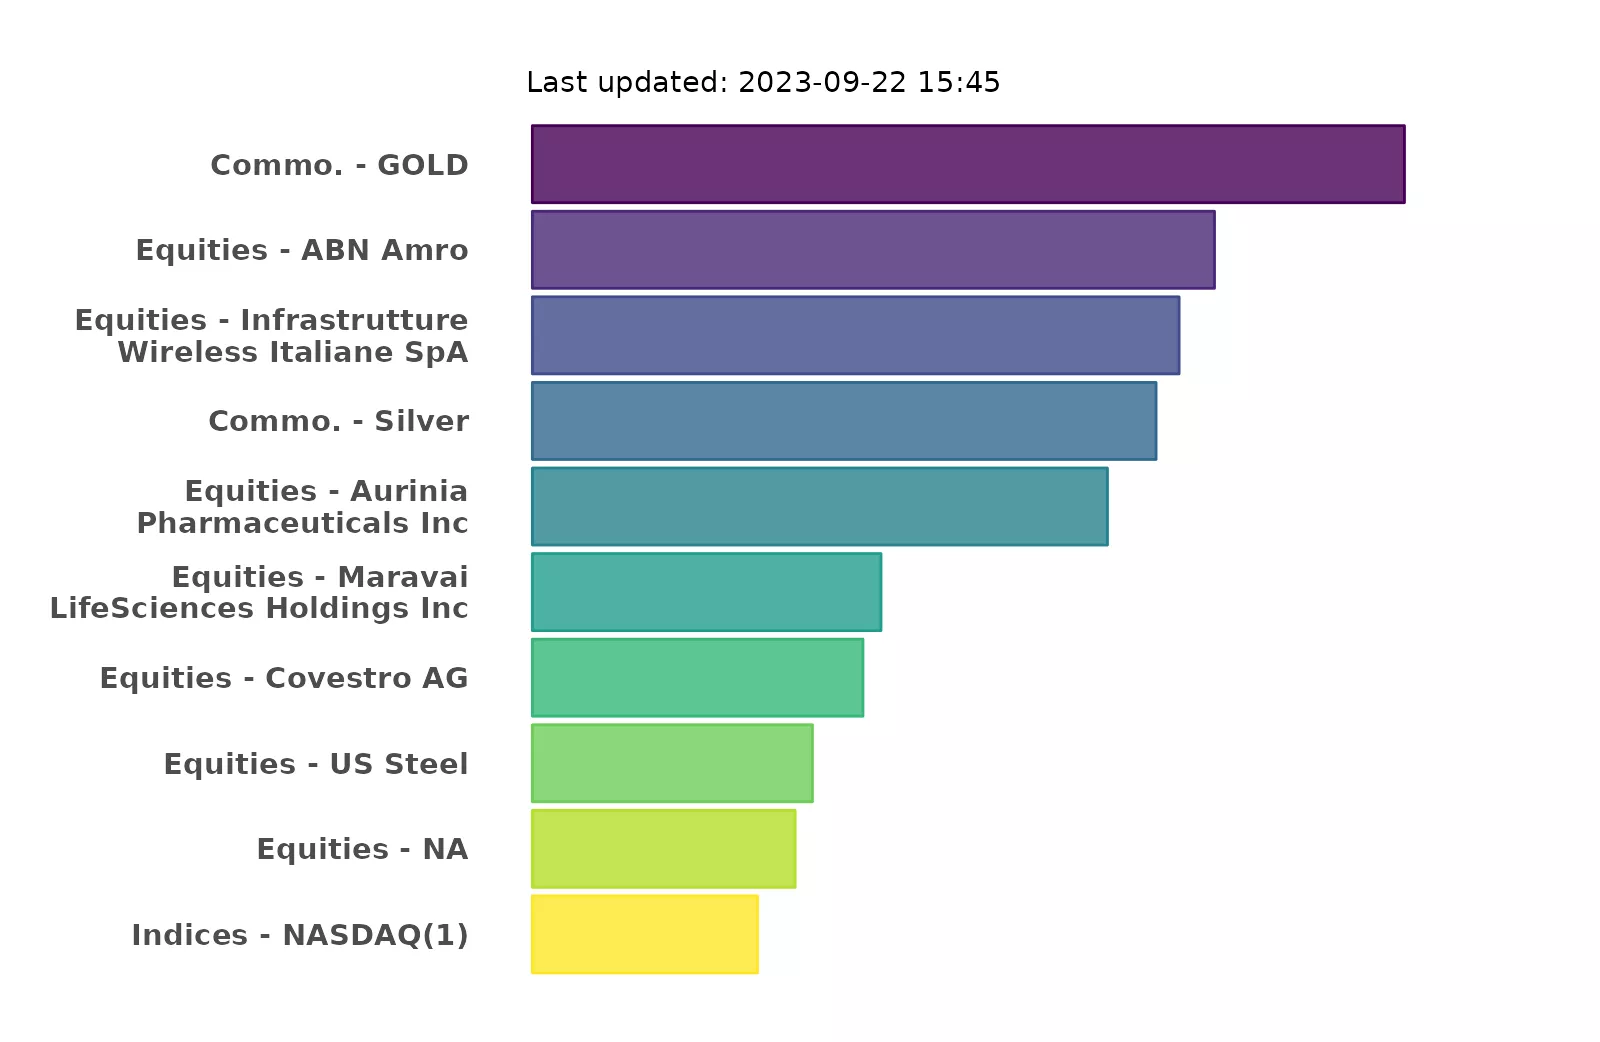 Last updated: 2023-09-22 15:45
Commo. - GOLD
Equities - ABN Amro
Equities - Infrastrutture
Wireless Italiane SpA
Commo. - Silver
Equities - Aurinia
Pharmaceuticals Inc
Equities - Maravai
LifeSciences Holdings Inc
Equities - Covestro AG
Equities - US Steel
Equities - NA
Indices - NASDAQ(1)